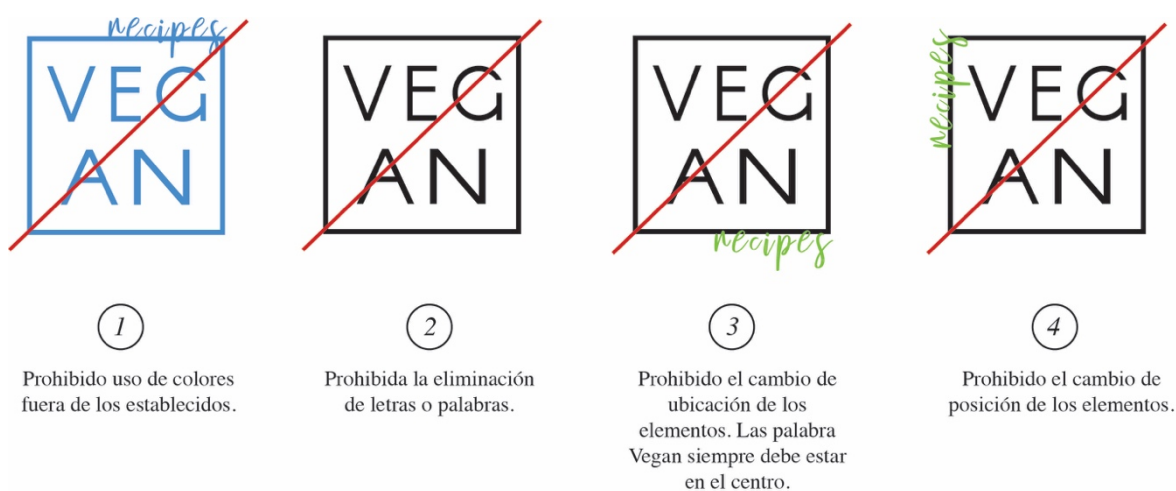 recipes
VEG
AN
1
Prohibido uso de colores
fuera de los establecidos.
VEG
AN
2
Prohibida la eliminación
de letras o palabras.
VEG
AN
recipes
3
Prohibido el cambio de
ubicación de los
elementos. Las palabra
Vegan siempre debe estar
en el centro.
recipes
VEG
AN
4
Prohibido el cambio de
posición de los elementos.